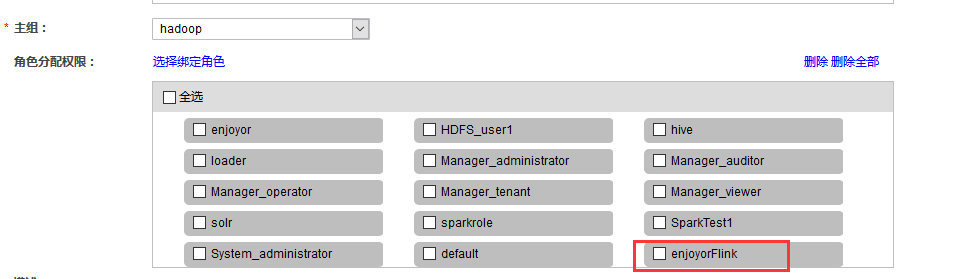 * 主组：
hadoop
角色分配权限：
选择绑定角色
删除 删除全部
全选
enjoyor
HDFS_user1
hive
loader
Manager_administrator
Manager_auditor
Manager_operator
Manager_tenant
Manager_viewer
solr
sparkrole
SparkTest1
System_administrator
default
enjoyorFlink